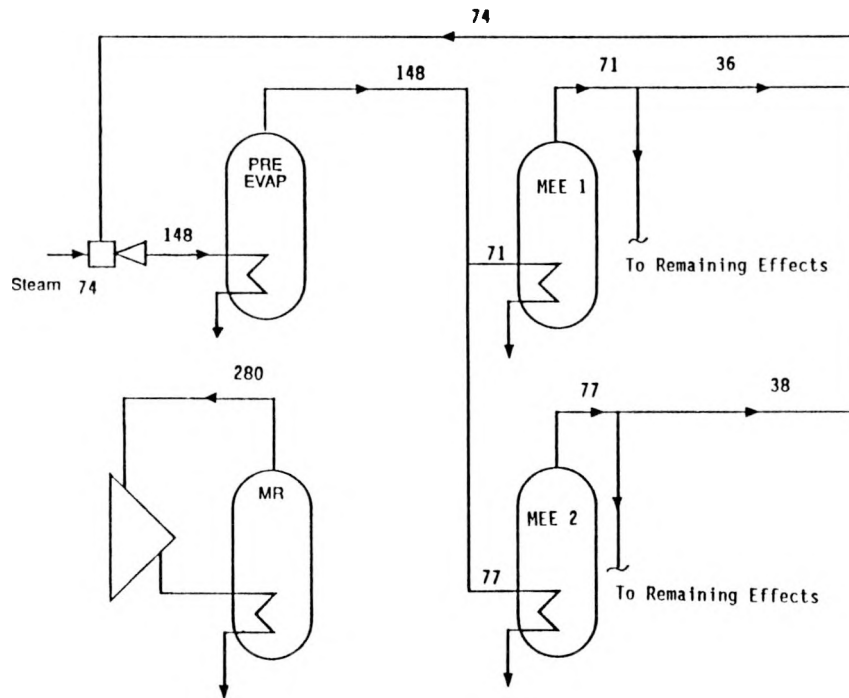 74
148
71
36
PRE
EVAP
MEE 1
148
71
To Remaining Effects
Steam 74
280
77
38
MR
MEE 2
77
To Remaining Effects